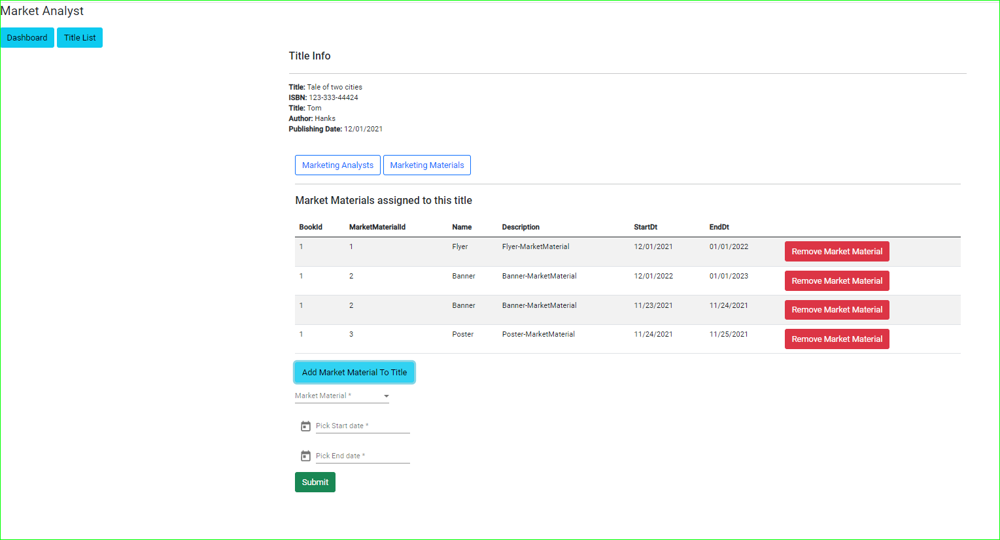 Market Analyst
Dashboard Title List
Title Info
Title: Tale of two cities
ISBN: 123-333-44424
Title: Tom
Author: Hanks
Publishing Date: 12/01/2021
Marketing Analysts Marketing Materials
Market Materials assigned to this title
BookId MarketMaterialId Name Description StartDt EndDt
1 1 Flyer Flyer-MarketMaterial 12/01/2021 01/01/2022 Remove Market Material
1 2 Banner Banner-MarketMaterial 12/01/2022 01/01/2023 Remove Market Material
1 2 Banner Banner-MarketMaterial 11/23/2021 11/24/2021 Remove Market Material
1 3 Poster Poster-MarketMaterial 11/24/2021 11/25/2021 Remove Market Material
Add Market Material To Title
Market Material *
Pick Start date *
Pick End date *
Submit